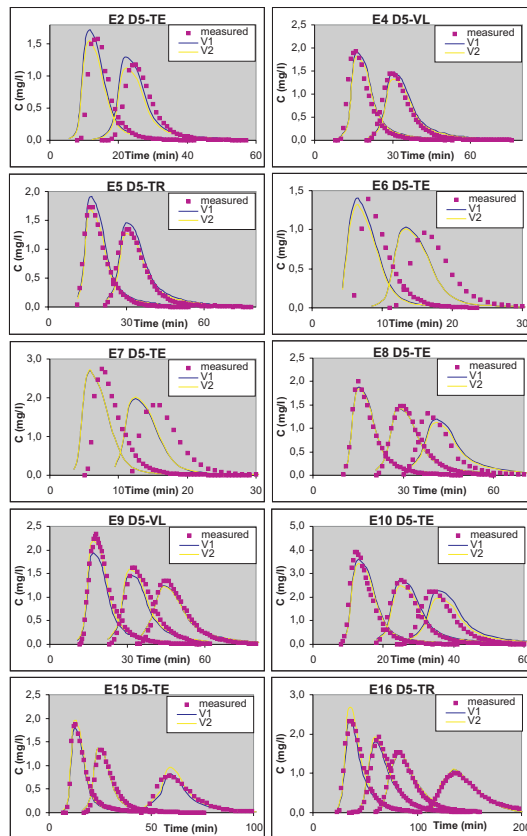 E2 D5-TE
C (mg/l)
2,0
1,5
1,0
0,5
0,0
measured
V1
V2
0 20 40 60
Time (min)
E4 D5-VL
C (mg/l)
2,5
2,0
1,5
1,0
0,5
0,0
measured
V1
V2
0 20 40 60 80
Time (min)
E5 D5-TR
C (mg/l)
2,0
1,5
1,0
0,5
0,0
measured
V1
V2
0 30 60
Time (min)
E6 D5-TE
C (mg/l)
1,5
1,0
0,5
0,0
measured
V1
V2
0 10 20 30
Time (min)
E7 D5-TE
C (mg/l)
3,0
2,0
1,0
0,0
measured
V1
V2
0 10 20 30
Time (min)
E8 D5-TE
C (mg/l)
2,5
2,0
1,5
1,0
0,5
0,0
measured
V1
V2
0 30 60
Time (min)
E9 D5-VL
C (mg/l)
2,5
2,0
1,5
1,0
0,5
0,0
measured
V1
V2
0 30 60
Time (min)
E10 D5-TE
C (mg/l)
5,0
4,0
3,0
2,0
1,0
0,0
measured
V1
V2
0 20 40 60
Time (min)
E15 D5-TE
C (mg/l)
2,5
2,0
1,5
1,0
0,5
0,0
measured
V1
V2
0 50 100
Time (min)
E16 D5-TR
C (mg/l)
3,0
2,0
1,0
0,0
measured
V1
V2
0 100 200
Time (min)